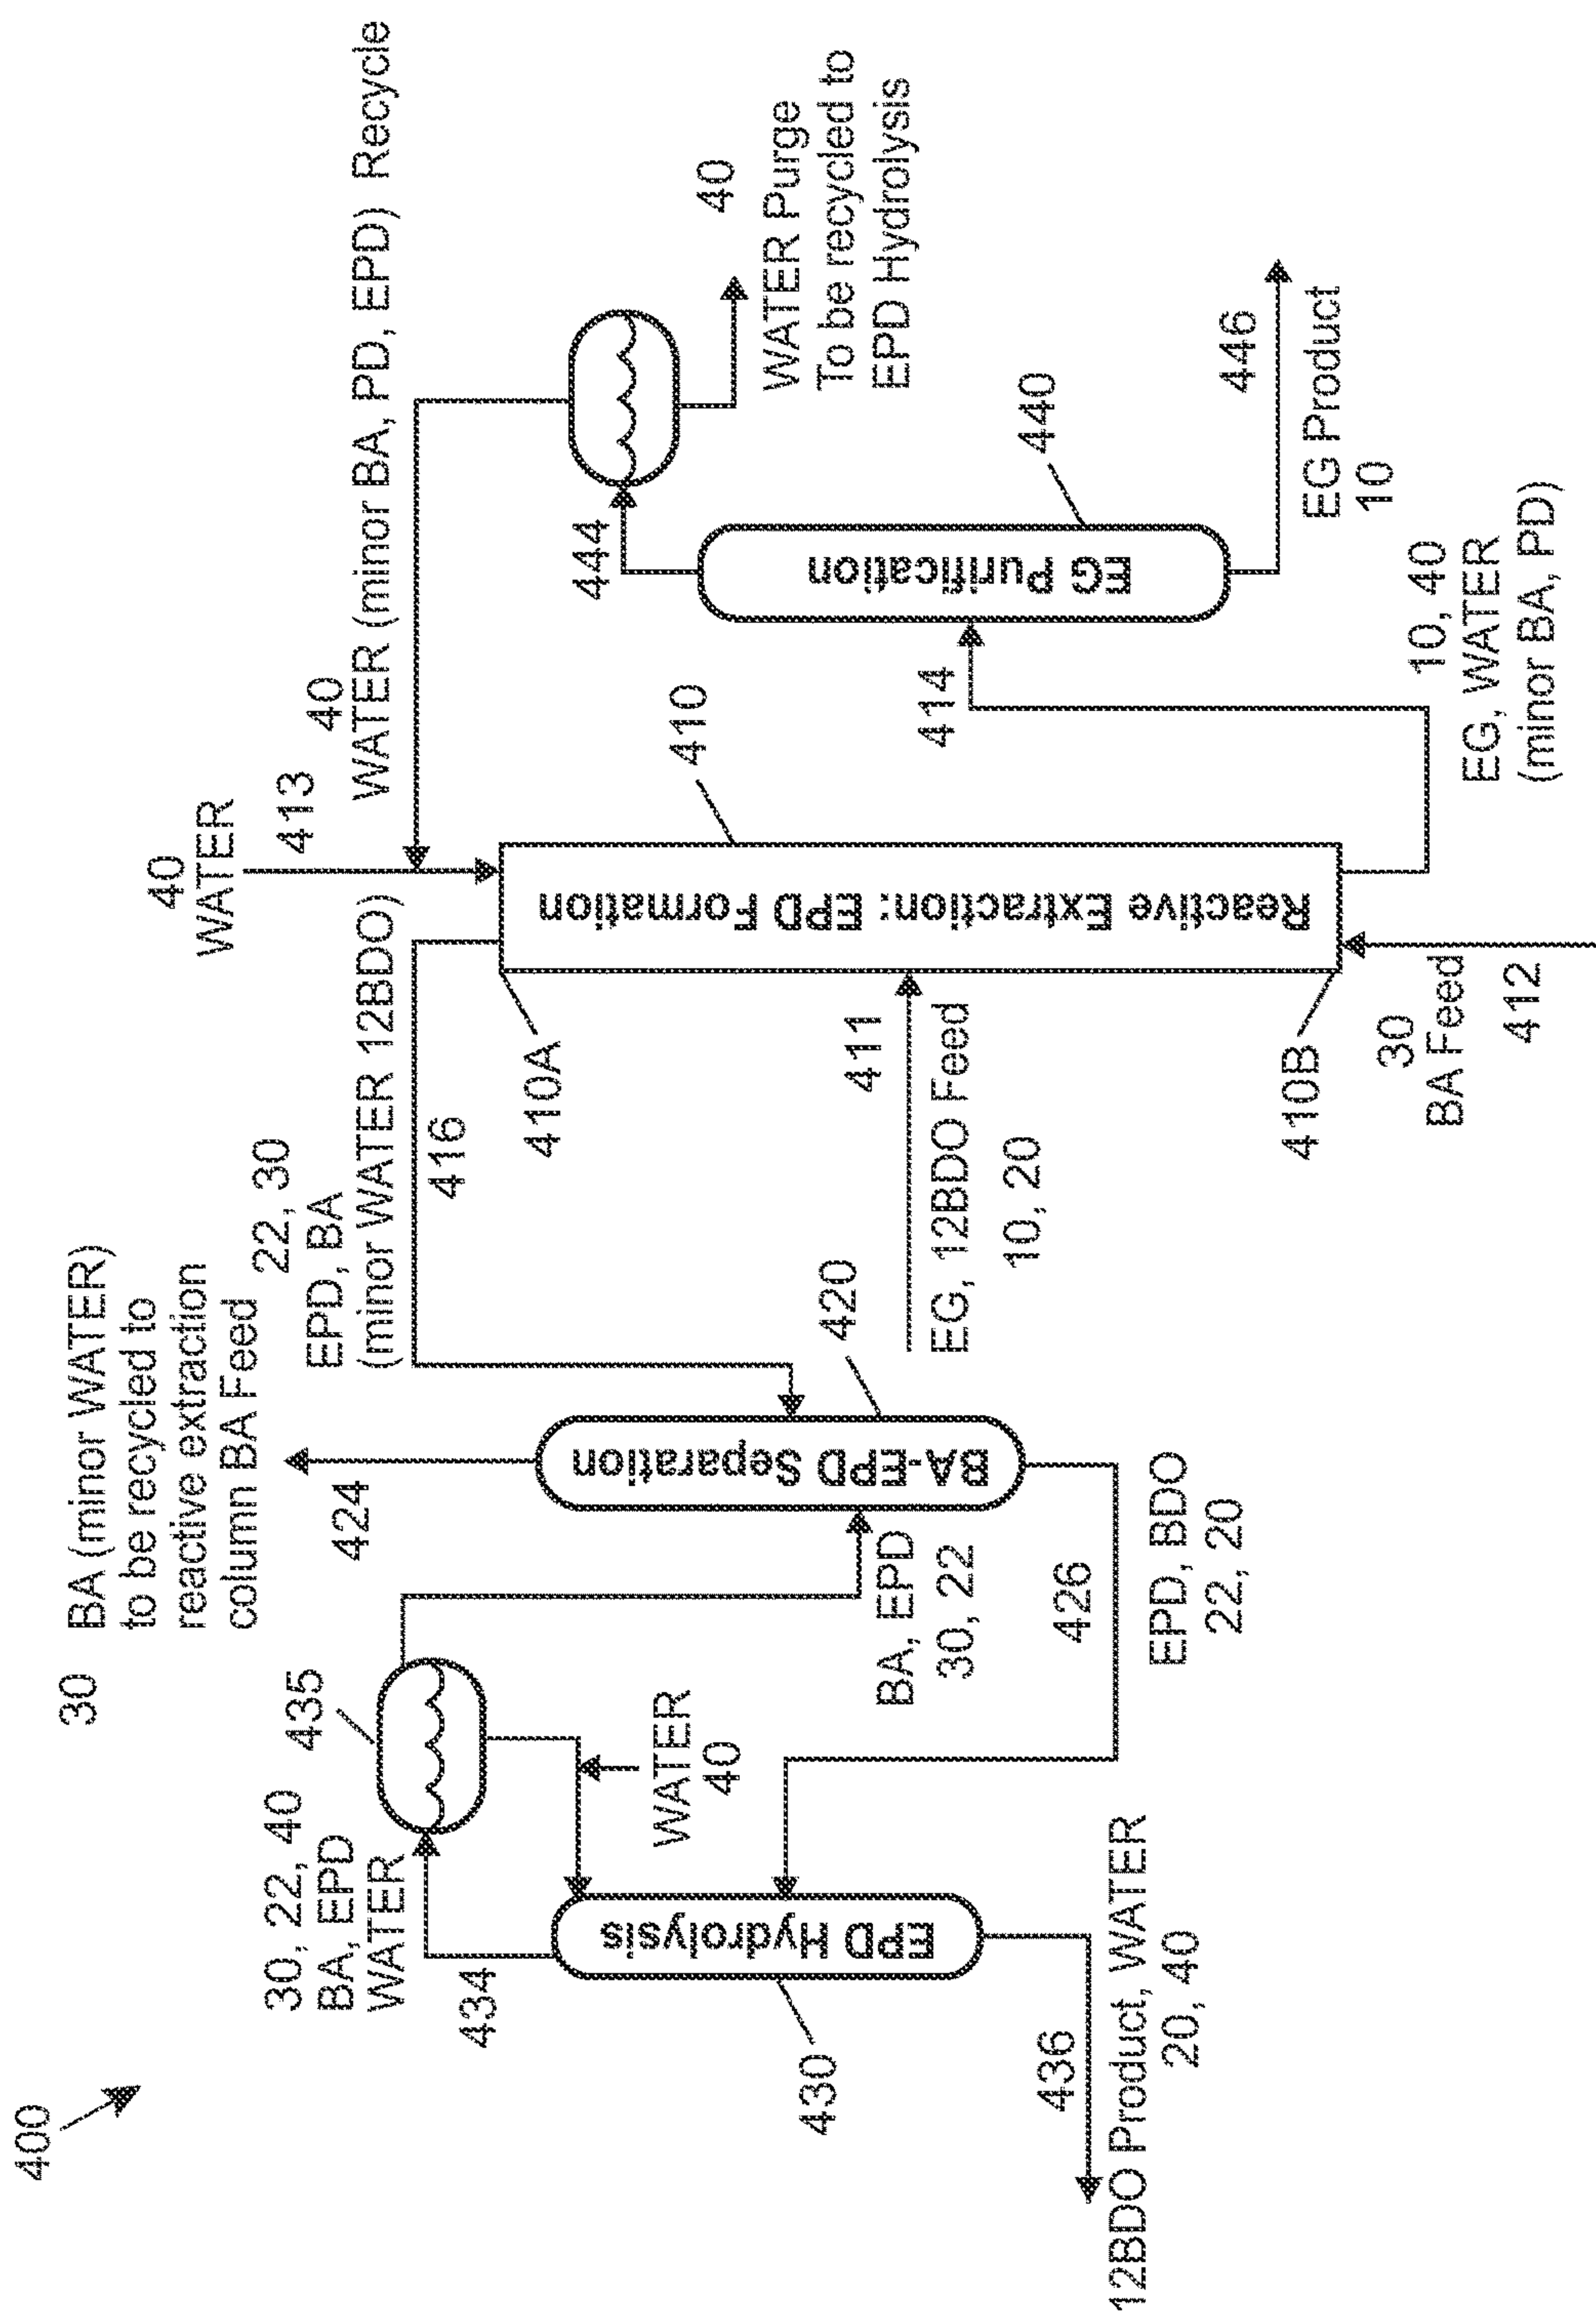 400
30
BA (minor WATER)
to be recycled to
reactive extraction
column BA Feed
424
30, 22, 40
BA, EPD
WATER
434
435
WATER
40
EPD Hydrolysis
430
436
12BDO Product, WATER
20, 40
BA, EPD
30, 22
BA-EPD Separation
420
426
EPD, BDO
22, 20
22, 30
EPD, BA
(minor WATER 12BDO)
416
410A
411
EG, 12BDO Feed
10, 20
410B
30
BA Feed
412
40
WATER
413
Reactive Extraction: EPD Formation
410
40
WATER (minor BA, PD, EPD) Recycle
414
10, 40
EG, WATER
(minor BA, PD)
444
EG Purification
440
446
EG Product
10
40
WATER Purge
To be recycled to
EPD Hydrolysis